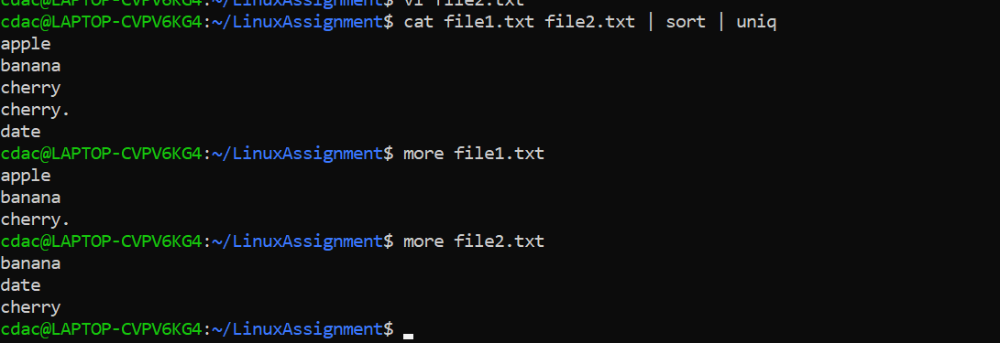 vi file2.txt
cdac@LAPTOP-CVPV6KG4:~/LinuxAssignment$ cat file1.txt file2.txt | sort | uniq
apple
banana
cherry
cherry.
date
cdac@LAPTOP-CVPV6KG4:~/LinuxAssignment$ more file1.txt
apple
banana
cherry.
cdac@LAPTOP-CVPV6KG4:~/LinuxAssignment$ more file2.txt
banana
date
cherry
cdac@LAPTOP-CVPV6KG4:~/LinuxAssignment$